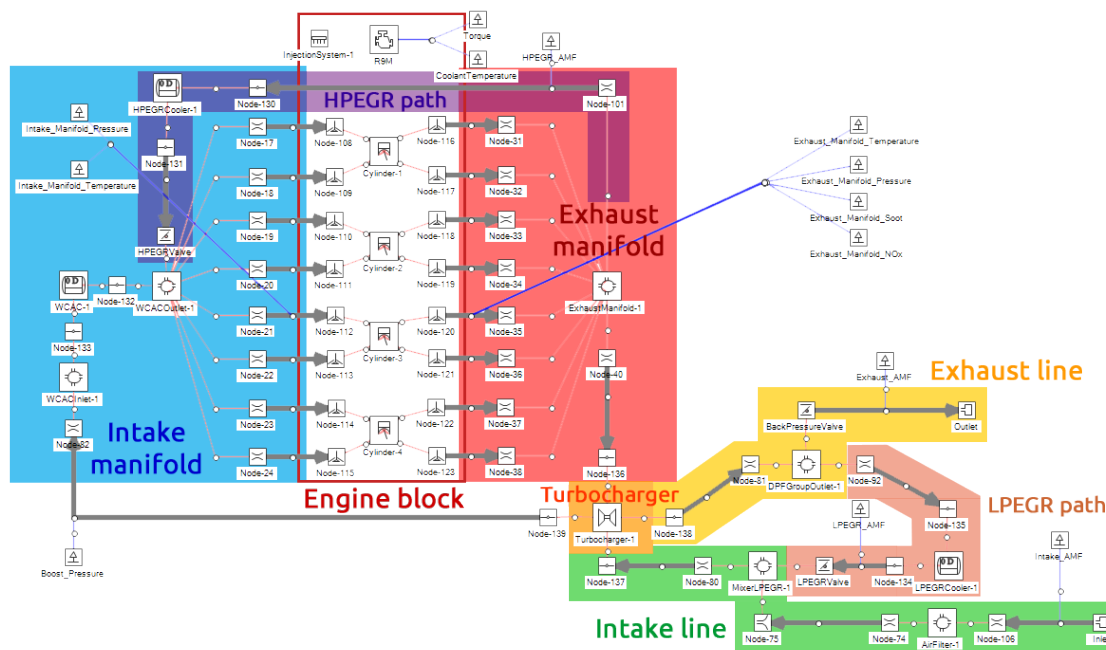 InjectionSystem-1
R9M
Torque
CoolantTemperature
HPEGR_AMF
HPEGRCooler-1
Node-130
HPEGR path
Node-101
Intake_Manifold_Pressure
Node-131
Intake_Manifold_Temperature
HPEGRValve
Node-17
Node-18
Node-19
Node-20
Node-21
Node-22
Node-23
Node-24
Node-108
Node-109
Node-110
Node-111
Node-112
Node-113
Node-114
Node-115
Cylinder-1
Cylinder-2
Cylinder-3
Cylinder-4
Node-116
Node-117
Node-118
Node-119
Node-120
Node-121
Node-122
Node-123
Node-31
Node-32
Node-33
Node-34
Node-35
Node-36
Node-37
Node-38
Exhaust
manifold
ExhaustManifold-1
Node-40
Node-136
Exhaust_Manifold_Temperature
Exhaust_Manifold_Pressure
Exhaust_Manifold_Soot
Exhaust_Manifold_NOx
WCAC-1
Node-132
WCACOutlet-1
Node-133
WCACInlet-1
Node-82
Intake
manifold
Engine block
Boost_Pressure
Turbocharger
Node-139
Turbocharger-1
Node-138
Node-81
DPFGroupOutlet-1
BackPressureValve
Exhaust_AMF
Exhaust line
Outlet
Node-92
Node-135
LPEGR path
LPEGR_AMF
Intake_AMF
Node-137
Node-80
MixerLPEGR-1
LPEGRValve
Node-134
LPEGRCooler-1
Intake line
Node-75
Node-74
AirFilter-1
Node-106